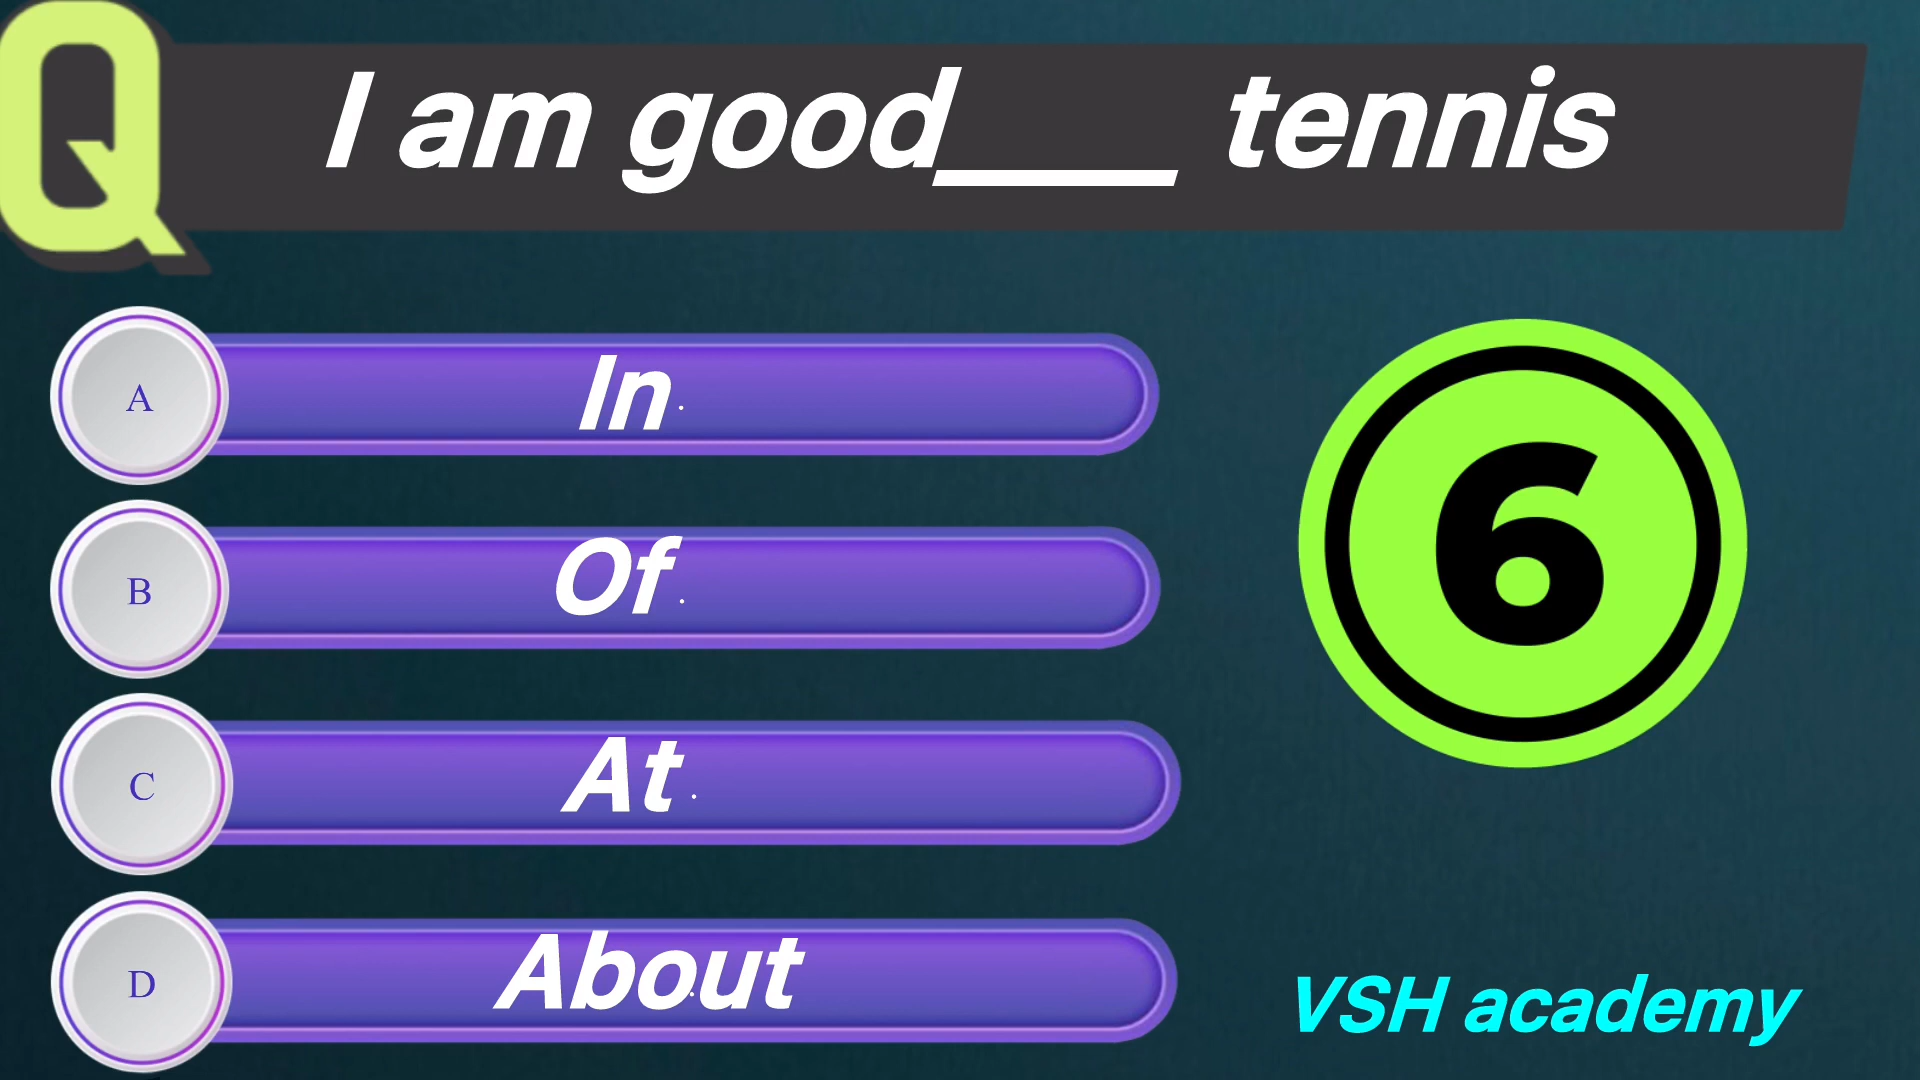 Q
I am good____ tennis
A
In.
B
Of.
C
At.
D
About.
6
VSH academy